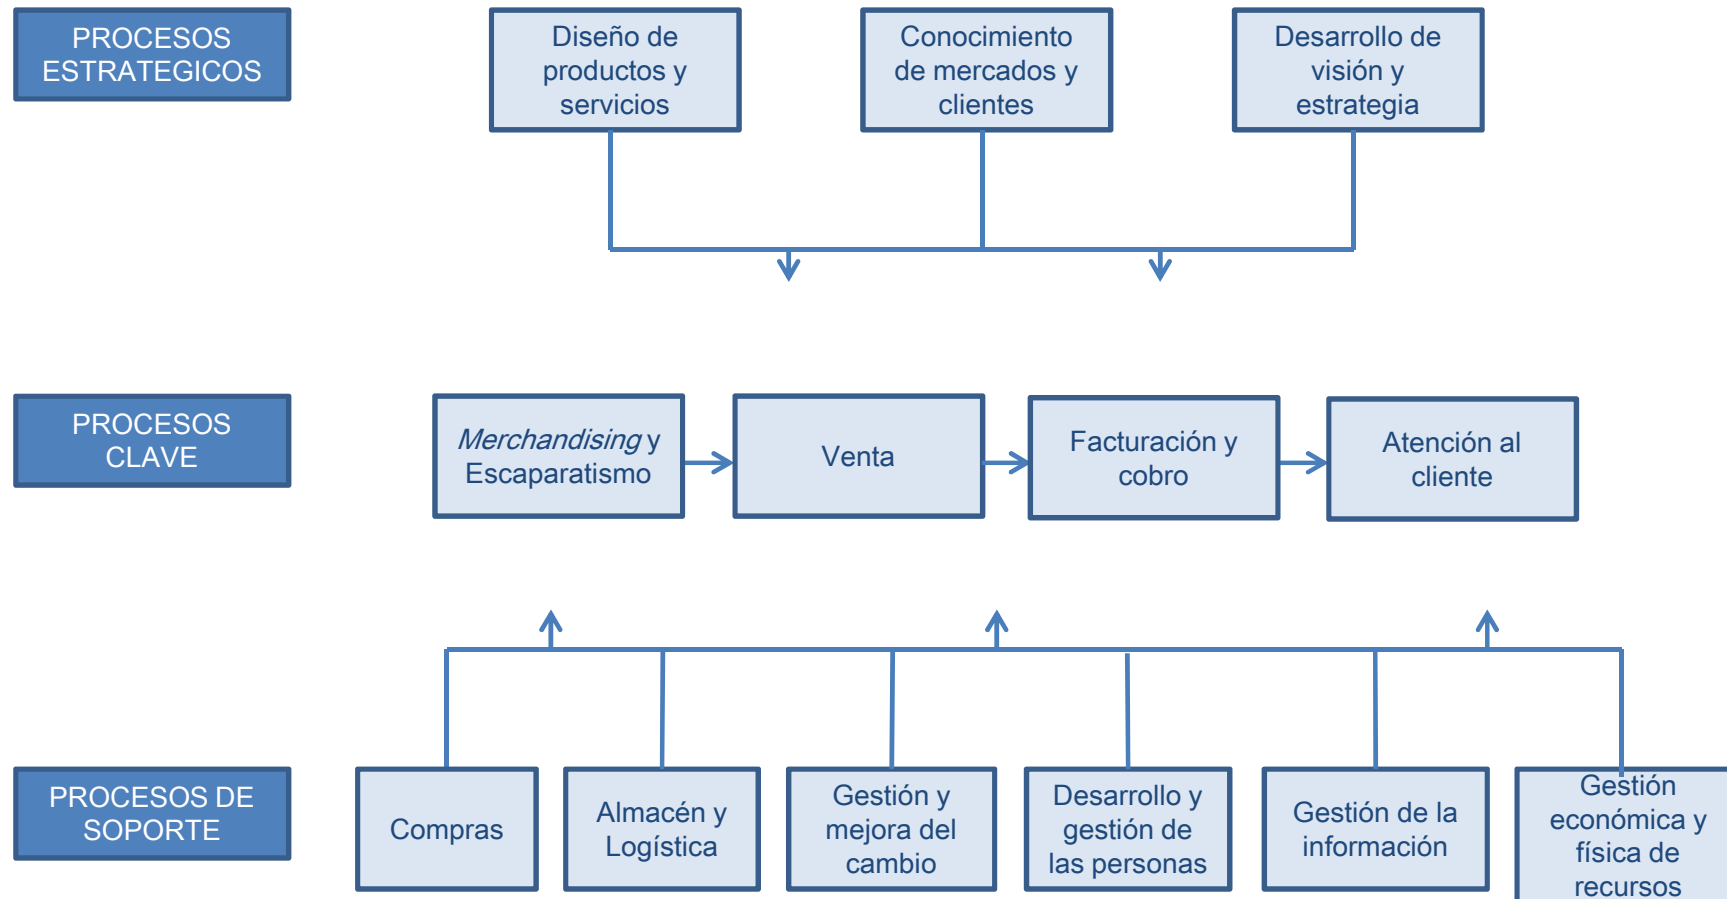 PROCESOS
ESTRATEGICOS
Diseño de
productos y
servicios
Conocimiento
de mercados y
clientes
Desarrollo de
visión y
estrategia
PROCESOS
CLAVE
Merchandising y
Escaparatismo
Venta
Facturación y
cobro
Atención al
cliente
PROCESOS DE
SOPORTE
Compras
Almacén y
Logística
Gestión y
mejora del
cambio
Desarrollo y
gestión de
las personas
Gestión de la
información
Gestión
económica y
física de
recursos